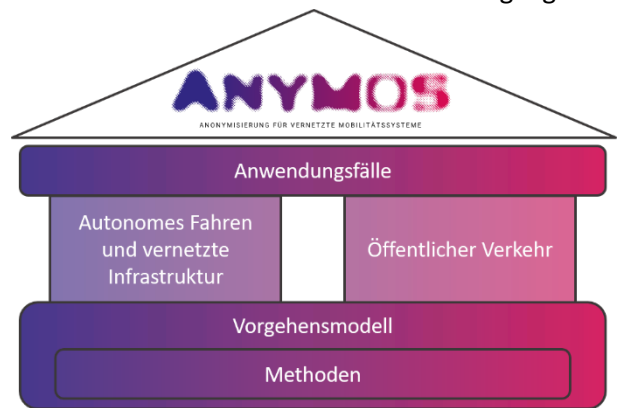 ANYMOS
ANONYMISIERUNG FÜR VERNETZTE MOBILITÄTSSYSTEME
Anwendungsfälle
Autonomes Fahren
und vernetzte
Infrastruktur
Öffentlicher Verkehr
Vorgehensmodell
Methoden